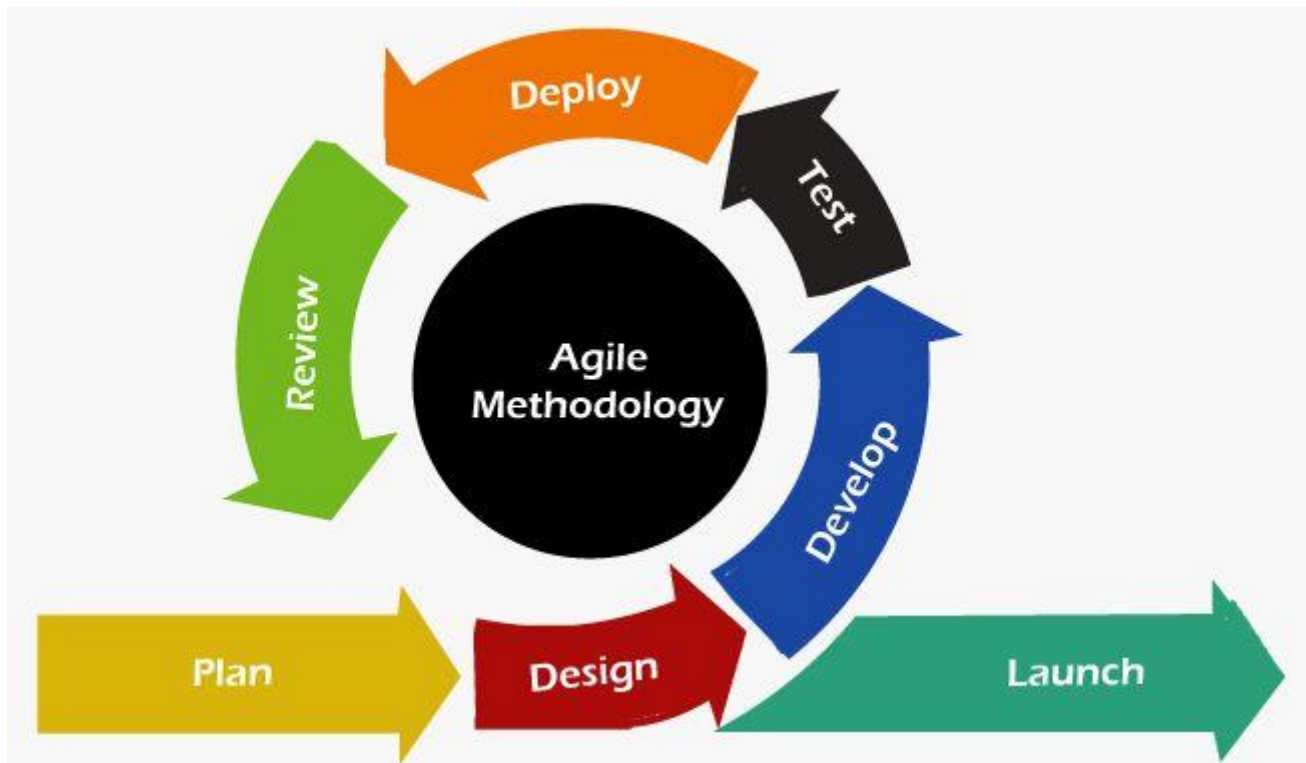 Deploy
Test
Review
Agile
Methodology
Develop
Plan
Design
Launch